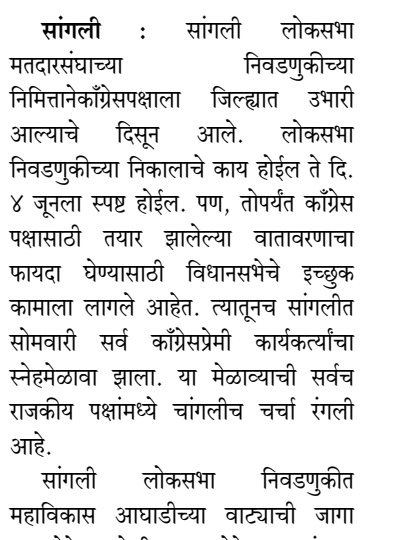 सांगली : सांगली लोकसभा
मतदारसंघाच्या निवडणुकीच्या
निमित्तानेकाँग्रेसपक्षाला जिल्ह्यात उभारी
आल्याचे दिसून आले. लोकसभा
निवडणुकीच्या निकालाचे काय होईल ते दि.
४ जूनला स्पष्ट होईल. पण, तोपर्यंत काँग्रेस
पक्षासाठी तयार झालेल्या वातावरणाचा
फायदा घेण्यासाठी विधानसभेचे इच्छुक
कामाला लागले आहेत. त्यातूनच सांगलीत
सोमवारी सर्व काँग्रेसप्रेमी कार्यकर्त्यांचा
स्नेहमेळावा झाला. या मेळाव्याची सर्वच
राजकीय पक्षांमध्ये चांगलीच चर्चा रंगली
आहे.
सांगली लोकसभा निवडणुकीत
महाविकास आघाडीच्या वाट्याची जागा